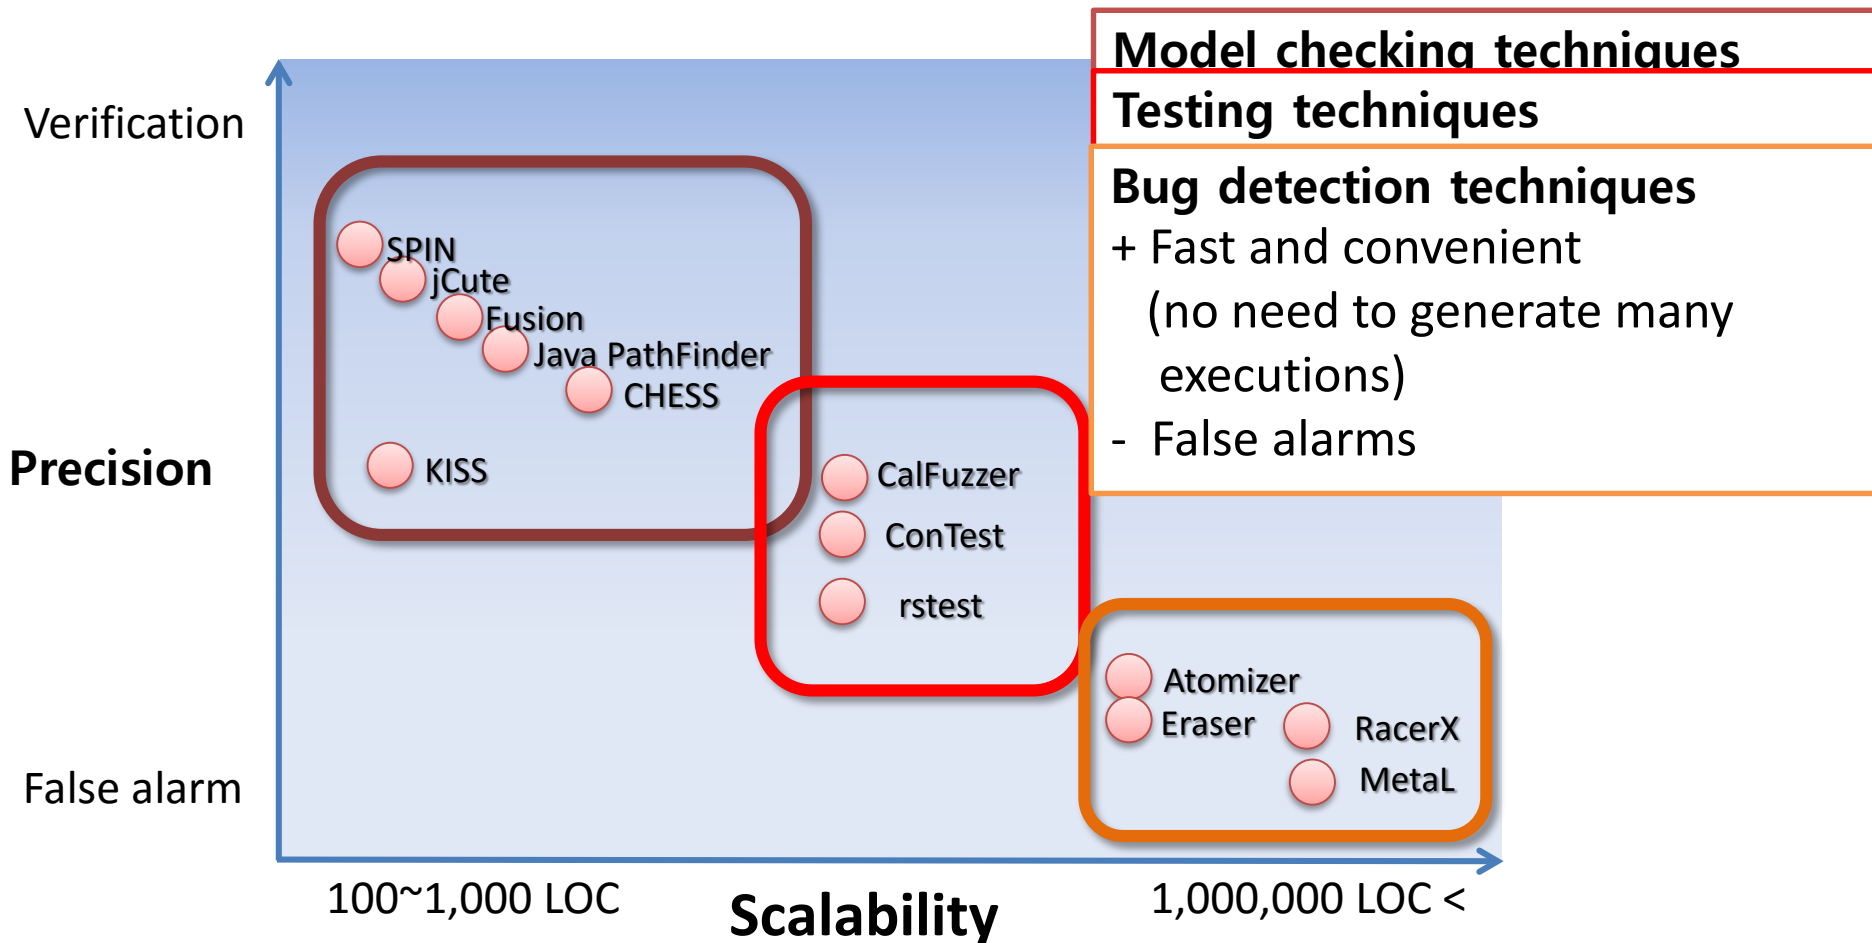 Model checking techniques
Testing techniques
Verification
Bug detection techniques
+ Fast and convenient
(no need to generate many
executions)
- False alarms
SPIN
jCute
Fusion
Java PathFinder
CHESS
Precision
KISS
CalFuzzer
ConTest
rstest
Atomizer
Eraser
RacerX
MetaL
False alarm
100~1,000 LOC
Scalability
1,000,000 LOC <